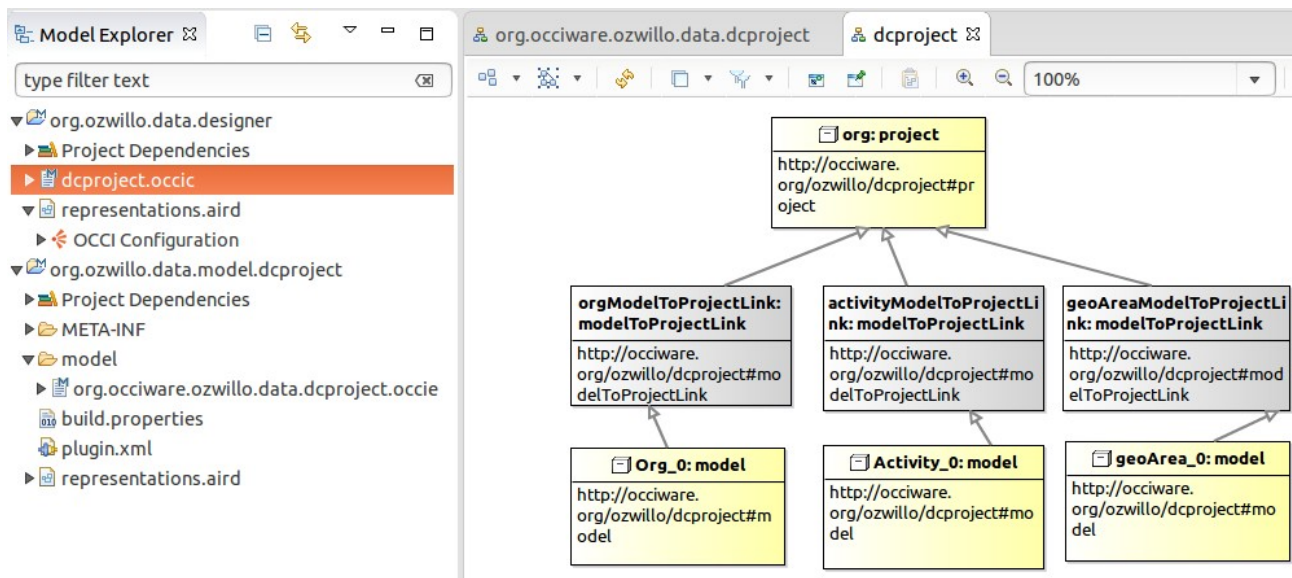 Model Explorer
type filter text
org.ozwillo.data.designer
Project Dependencies
dcproject.occic
representations.aird
OCCI Configuration
org.ozwillo.data.model.dcproject
Project Dependencies
META-INF
model
org.occiware.ozwillo.data.dcproject.occie
build.properties
plugin.xml
representations.aird
org.occiware.ozwillo.data.dcproject
dcproject
100%
org: project
http://occiware.
org/ozwillo/dcproject#pr
oject
orgModelToProjectLink:
modelToProjectLink
http://occiware.
org/ozwillo/dcproject#mo
delToProjectLink
activityModelToProjectLi
nk: modelToProjectLink
http://occiware.
org/ozwillo/dcproject#mo
delToProjectLink
geoAreaModelToProjectLi
nk: modelToProjectLink
http://occiware.
org/ozwillo/dcproject#mod
elToProjectLink
Org_0: model
http://occiware.
org/ozwillo/dcproject#m
odel
Activity_0: model
http://occiware.
org/ozwillo/dcproject#mo
del
geoArea_0: model
http://occiware.
org/ozwillo/dcproject#mo
del